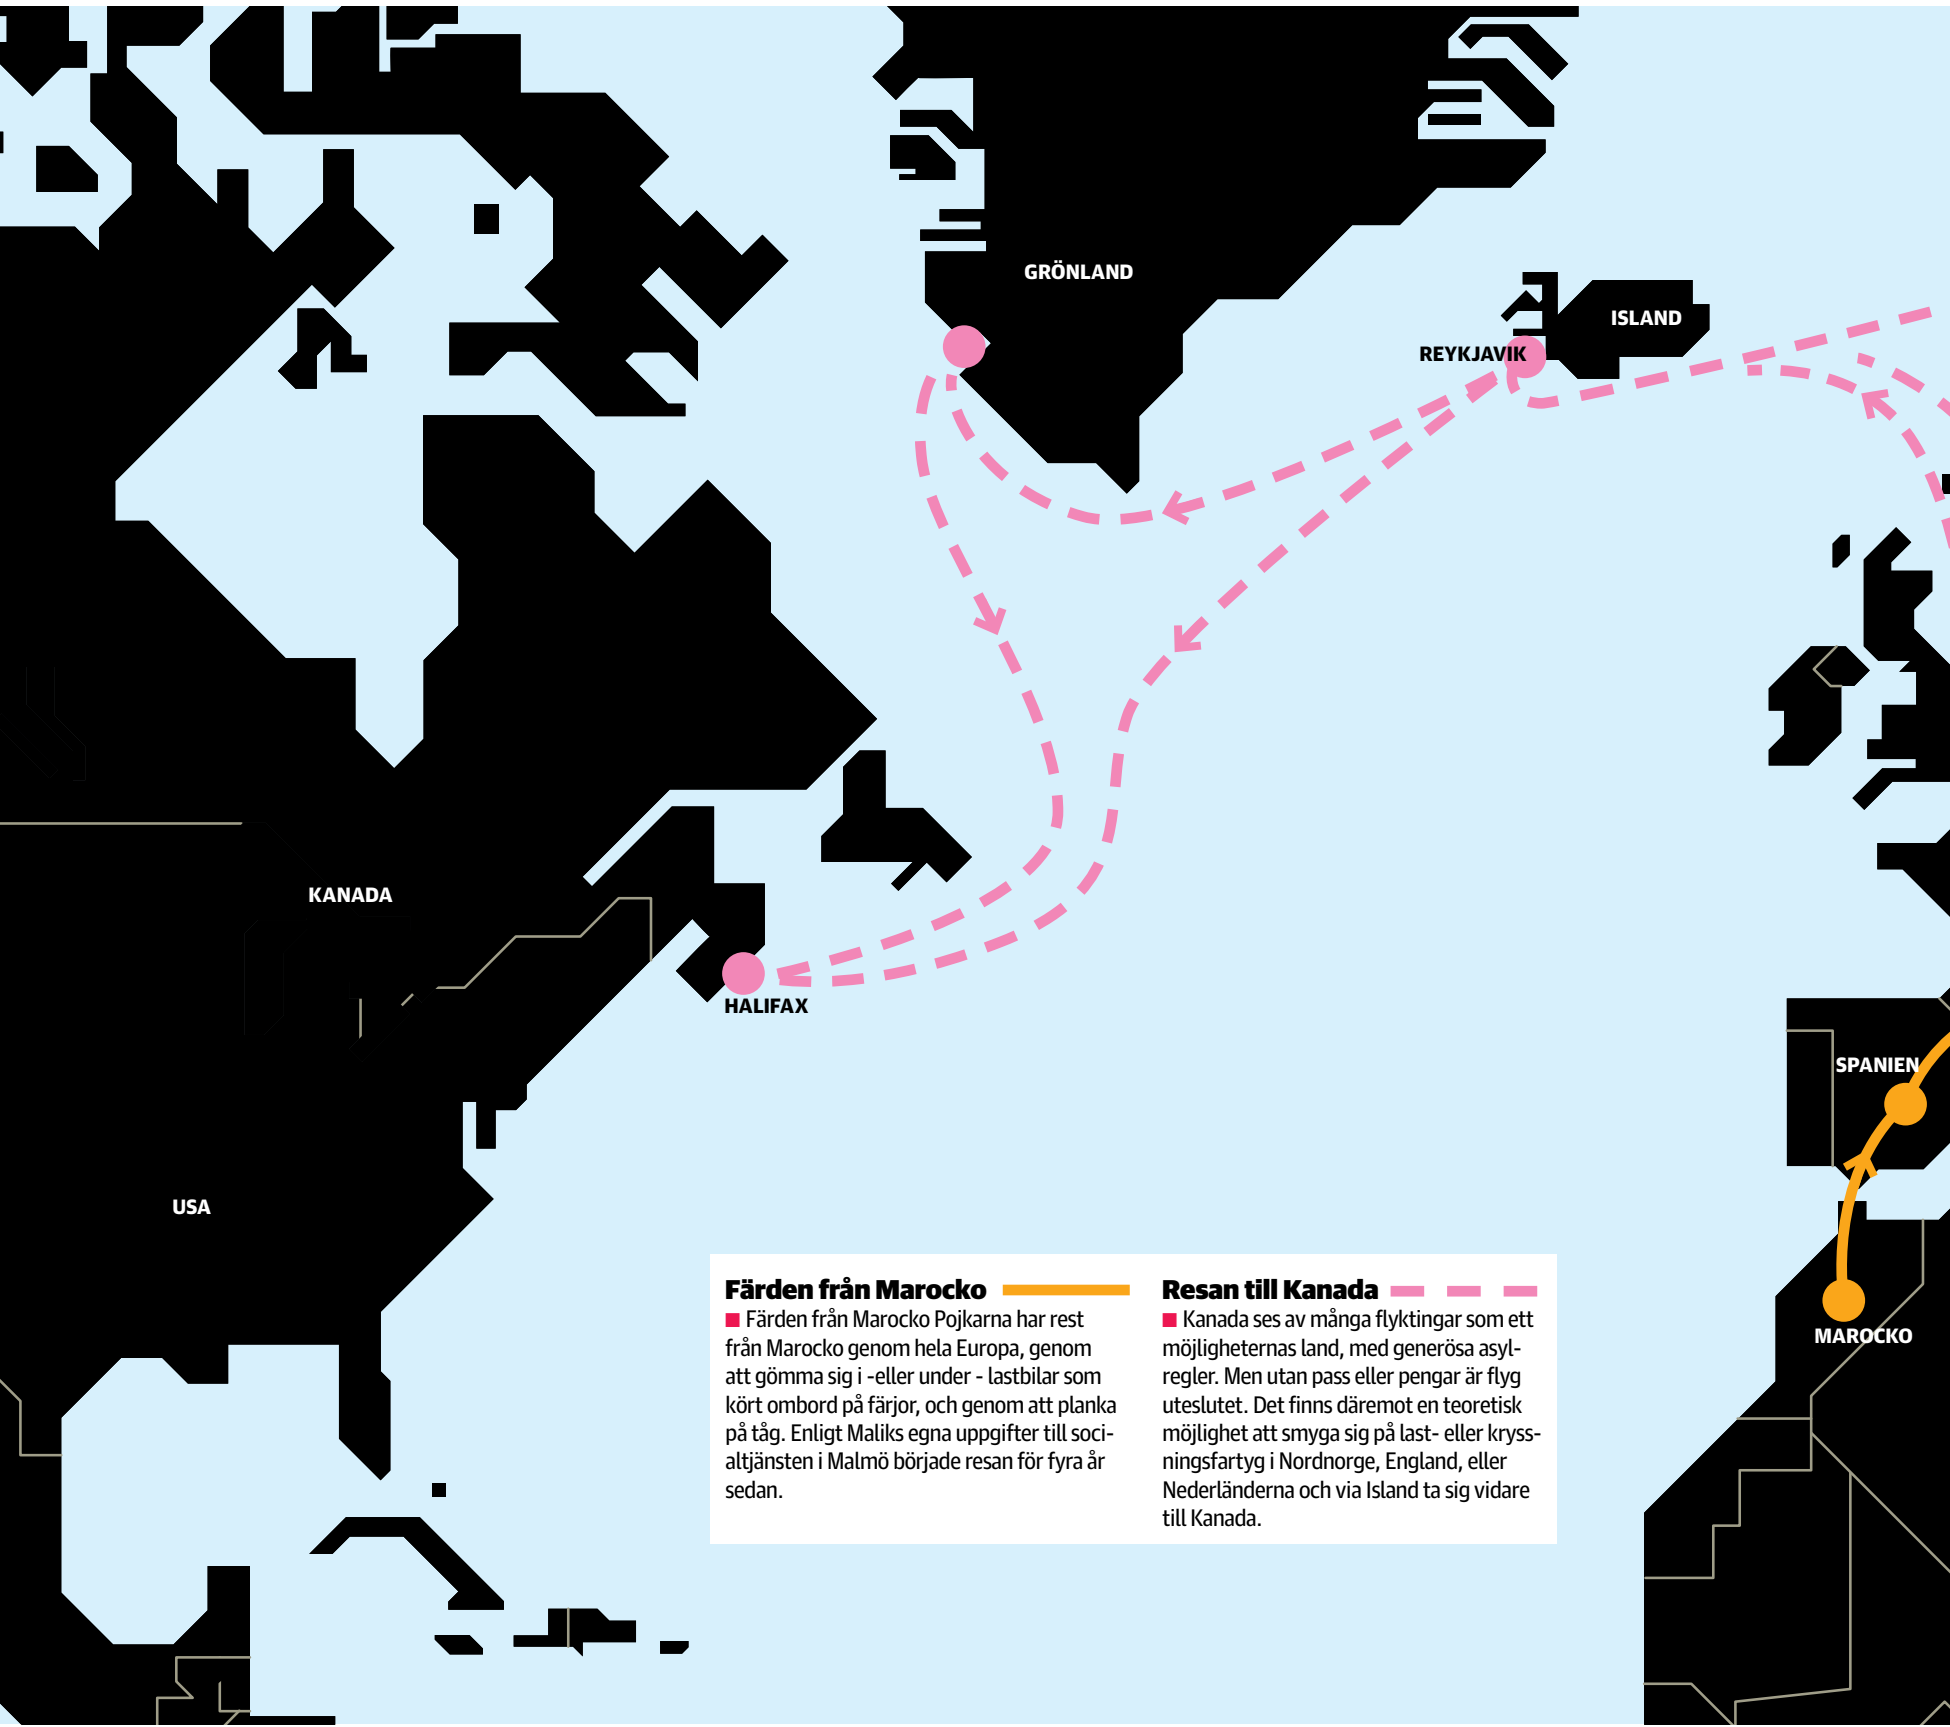 GRÖNLAND
ISLAND
REYKJAVIK
KANADA
HALIFAX
SPANIEN
USA
MAROCKO
Färden från Marocko
Färden från Marocko Pojkarna har rest
från Marocko genom hela Europa, genom
att gömma sig i -eller under - lastbilar som
kört ombord på färjor, och genom att planka
på tåg. Enligt Maliks egna uppgifter till soci-
altjänsten i Malmö började resan för fyra år
sedan.
Resan till Kanada
Kanada ses av många flyktingar som ett
möjligheternas land, med generösa asyl-
regler. Men utan pass eller pengar är flyg
uteslutet. Det finns däremot en teoretisk
möjlighet att smyga sig på last- eller kryss-
ningsfartyg i Nordnorge, England, eller
Nederländerna och via Island ta sig vidare
till Kanada.